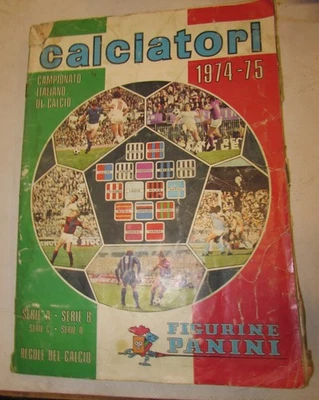 calciatori
1974-75
CAMPIONATO
ITALIANO
DI CALCIO
SERIE A - SERIE B
SERIE C - SERIE D
REGOLE DEL CALCIO
FIGURINE
PANINI